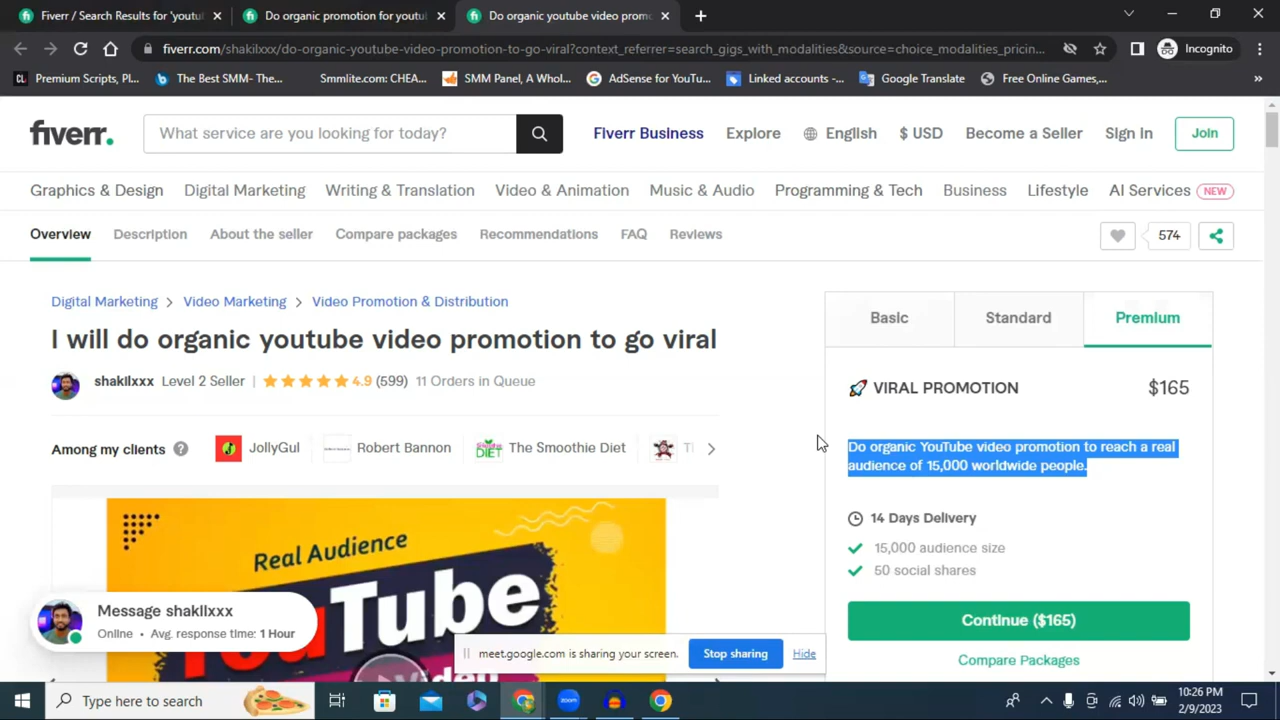 Fiverr / Search Results for 'youtul
Do organic promotion for youtu
Do organic youtube video prom
fiverr.com/shakilxxx/do-organic-youtube-video-promotion-to-go-viral?context_referrer=search_gigs_with_modalities&source=choice_modalities_pricin...
Incognito
Premium Scripts, Pl...
The Best SMM- The...
Smmlite.com: CHEA...
SMM Panel, A Whol...
AdSense for YouTu...
Linked accounts -...
Google Translate
Free Online Games,...
»
fiverr.
What service are you looking for today?
Fiverr Business
Explore
English
$ USD
Become a Seller
Sign In
Join
Graphics & Design
Digital Marketing
Writing & Translation
Video & Animation
Music & Audio
Programming & Tech
Business
Lifestyle
AI Services NEW
Overview
Description
About the seller
Compare packages
Recommendations
FAQ
Reviews
574
Digital Marketing > Video Marketing > Video Promotion & Distribution
I will do organic youtube video promotion to go viral
shakilxxx Level 2 Seller | 4.9 (599) 11 Orders in Queue
Among my clients
JollyGul
Robert Bannon
The Smoothie Diet
Real Audience
YouTube
Message shakilxxx
Online • Avg. response time: 1 Hour
Basic
Standard
Premium
VIRAL PROMOTION
$165
Do organic YouTube video promotion to reach a real
audience of 15,000 worldwide people.
14 Days Delivery
15,000 audience size
50 social shares
Continue ($165)
Compare Packages
meet.google.com is sharing your screen.
Stop sharing
Hide
Type here to search
10:26 PM
2/9/2023